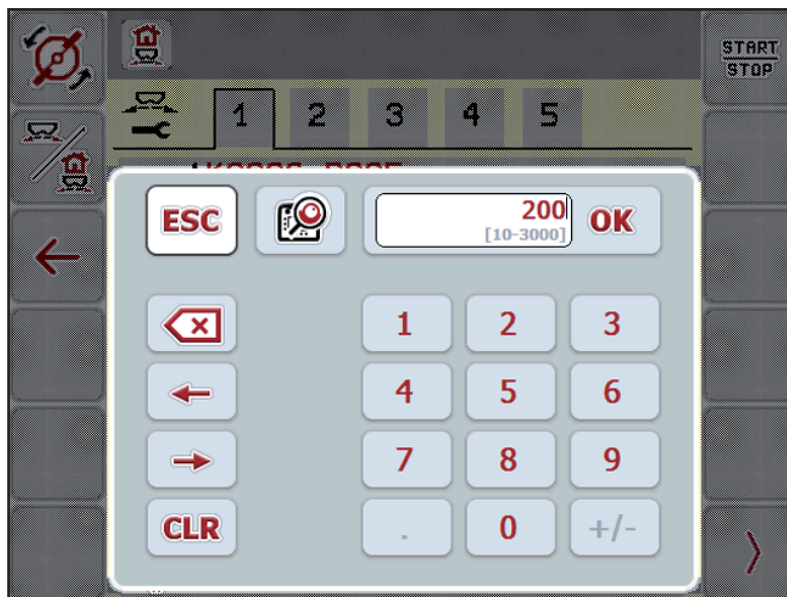 START
STOP
1 2 3 4 5
ESC 200 OK
[10-3000]
1 2 3
4 5 6
7 8 9
CLR . 0 +/-